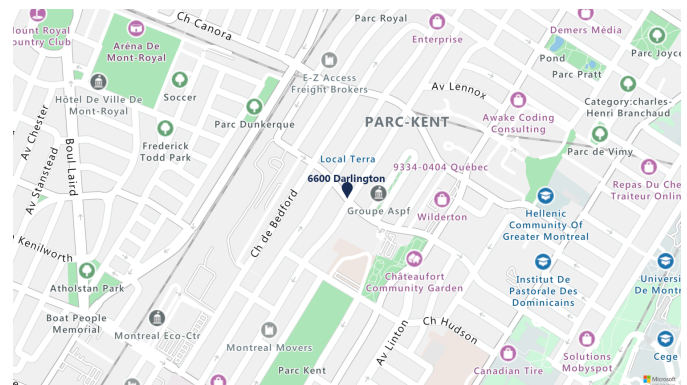 Ch Canora
Parc Royal
Mount Royal
Country Club
Aréna De
Mont-Royal
Enterprise
Demers Média
Parc Joyce
Pond
Parc Pratt
E-Z Access
Freight Brokers
Av Lennox
Hôtel De Ville De
Mont-Royal
Soccer
Category:charles-
Henri Branchaud
Parc Dunkerque
PARC-KENT
Awake Coding
Consulting
Av Chester
Boul Laird
Frederick
Todd Park
Parc de Vimy
Local Terra
9334-0404 Québec
Av Stanstead
6600 Darlington
Repas Du Che
Traiteur Onlin
Groupe Aspf
Wilderton
Ch de Bedford
Hellenic
Community Of
Greater Montreal
Kenilworth
Châteaufort
Community Garden
Atholstan Park
Institut De
Pastorale Des
Dominicains
Universi
De Montr
Boat People
Memorial
Montreal Eco-Ctr
Montreal Movers
Av Linton
Ch Hudson
Parc Kent
Canadian Tire
Solutions
Mobyspot
Cege
Microsoft